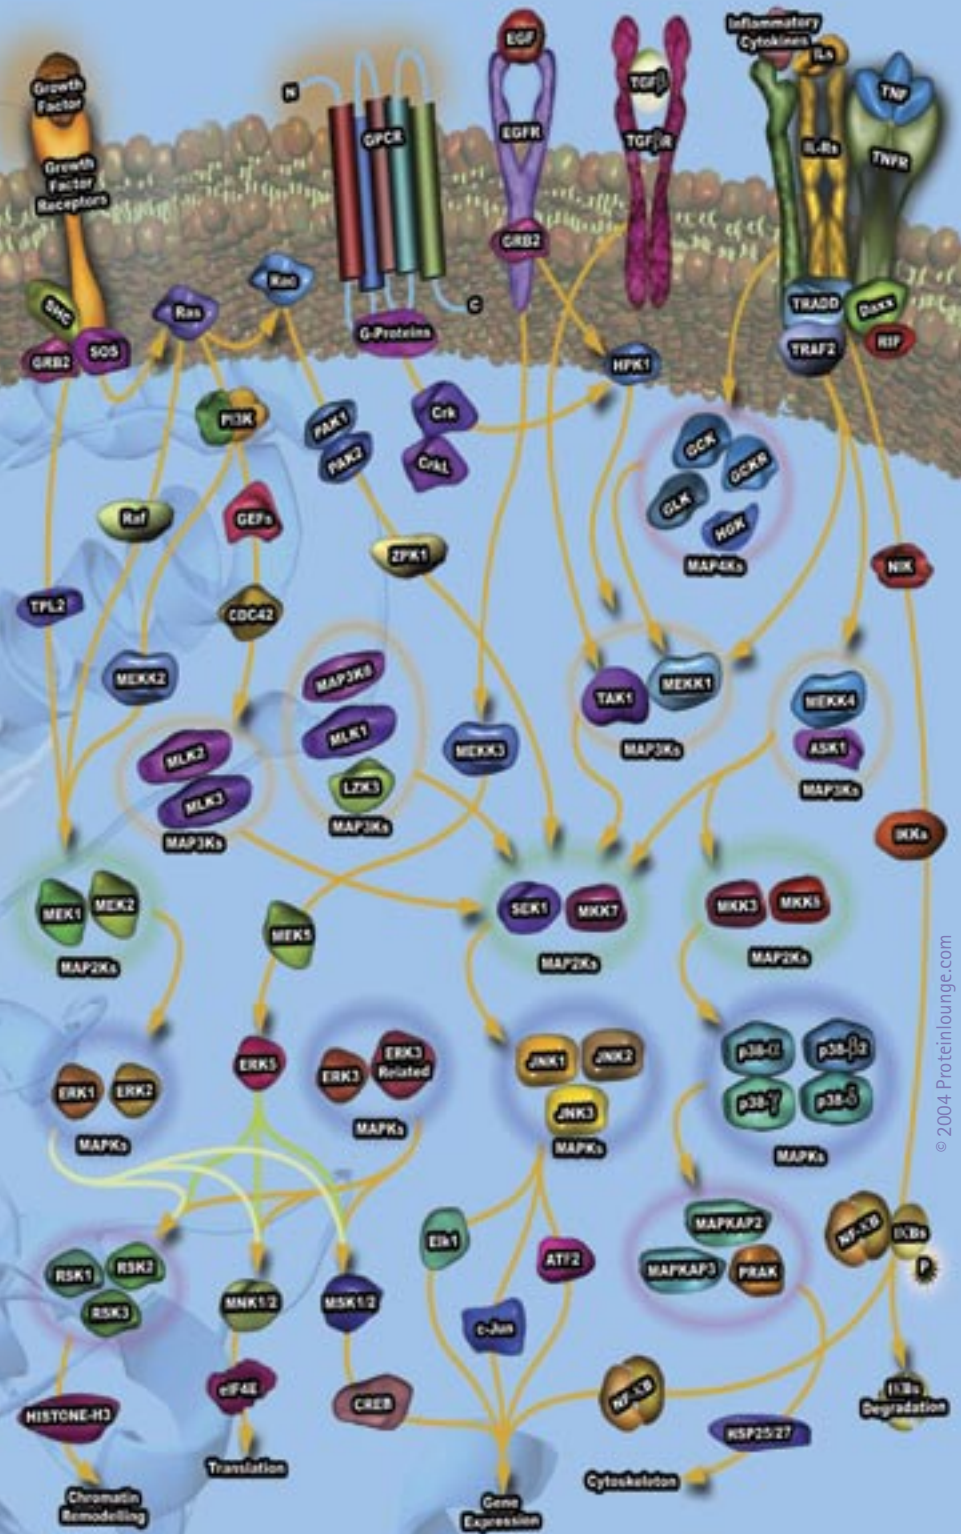 Growth
Factor
N
EGF
TGFβ
Inflammatory
Cytokines
ILs
TNF
Growth
Factor
Receptors
GPCR
EGFR
TGFβR
IL-Rs
TNFR
SHC
GRB2
SOS
Ras
Rac
C
G-Proteins
GRB2
HPK1
TRADD
TRAF2
Daxx
RIF
PI3K
PAK1
PAK2
Crk
CrkL
GCK
GCKR
GLK
HGK
MAP4Ks
Raf
GEFs
ZPK1
NIK
TPL2
CDC42
MEKK2
MAP3K6
MLK1
LZK1
MAP3Ks
MEKK3
TAK1
MEKK1
MAP3Ks
MEKK4
ASK1
MAP3Ks
MLK2
MLK3
MAP3Ks
IKKs
MEK1
MEK2
MAP2Ks
MEK5
SEK1
MKK7
MAP2Ks
MKK3
MKK6
MAP2Ks
ERK1
ERK2
MAPKs
ERK5
ERK3
ERK3
Related
MAPKs
JNK1
JNK2
JNK3
MAPKs
p38-α
p38-β2
p38-γ
p38-δ
MAPKs
© 2004 Proteinlounge.com
RSK1
RSK2
RSK3
MNK1/2
MSK1/2
Elk1
ATF2
c-Jun
MAPKAP2
MAPKAP3
PRAK
NF-κB
IKBs
P
HISTONE-H3
eIF4E
CREB
NF-κB
IKBs
Degradation
HSP25/27
Chromatin
Remodelling
Translation
Gene
Expression
Cytoskeleton